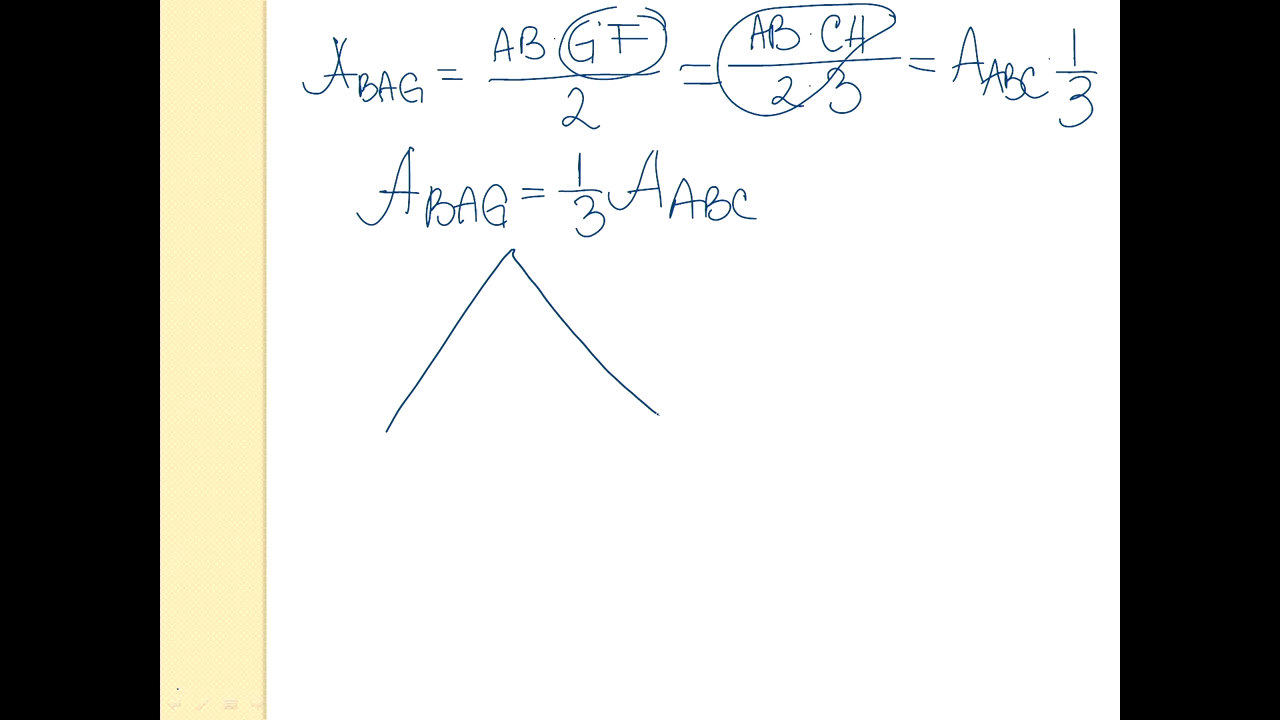 A_BAG = AB·GF/2 = AB·CH/2·3 = A_ABC · 1/3
A_BAG = 1/3 A_ABC